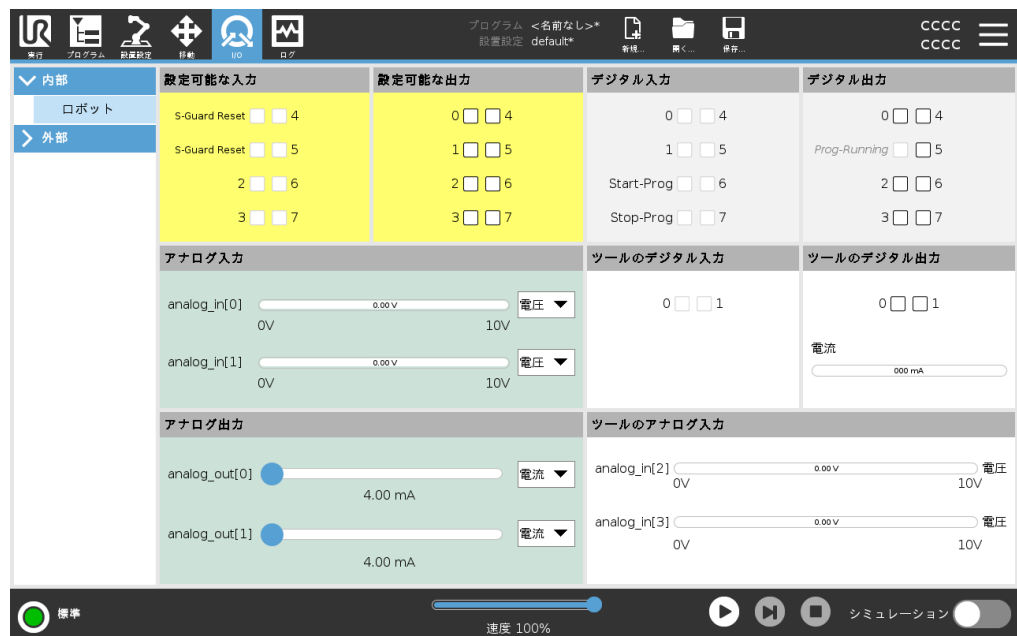 UR
実行
プログラム
設置設定
移動
I/O
ログ
プログラム <名前なし>*
設置設定 default*
新規...
開く...
保存...
CCCC
CCCC
内部
ロボット
外部
設定可能な入力
S-Guard Reset 4
S-Guard Reset 5
2 6
3 7
設定可能な出力
0 4
1 5
2 6
3 7
デジタル入力
0 4
1 5
Start-Prog 6
Stop-Prog 7
デジタル出力
0 4
Prog-Running 5
2 6
3 7
アナログ入力
analog_in[0] 0.00 V 電圧
0V 10V
analog_in[1] 0.00 V 電圧
0V 10V
ツールのデジタル入力
0 1
ツールのデジタル出力
0 1
電流
000 mA
アナログ出力
analog_out[0] 電流
4.00 mA
analog_out[1] 電流
4.00 mA
ツールのアナログ入力
analog_in[2] 0.00 V 電圧
0V 10V
analog_in[3] 0.00 V 電圧
0V 10V
標準
速度 100%
シミュレーション